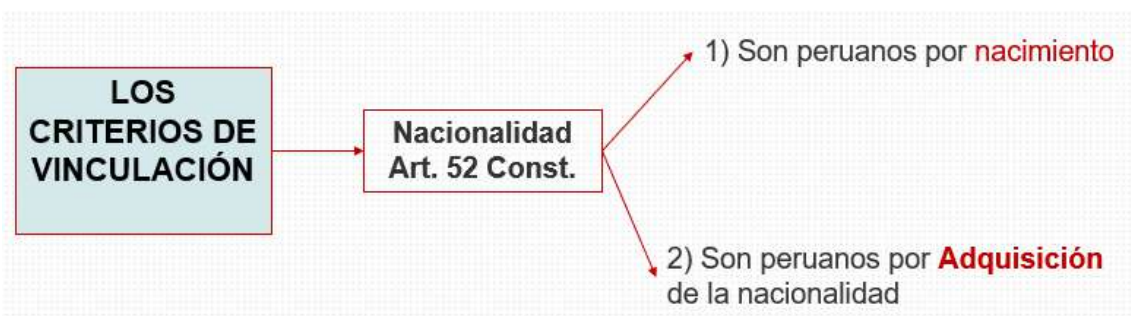 LOS
CRITERIOS DE
VINCULACIÓN
Nacionalidad
Art. 52 Const.
1) Son peruanos por nacimiento
2) Son peruanos por Adquisición
de la nacionalidad